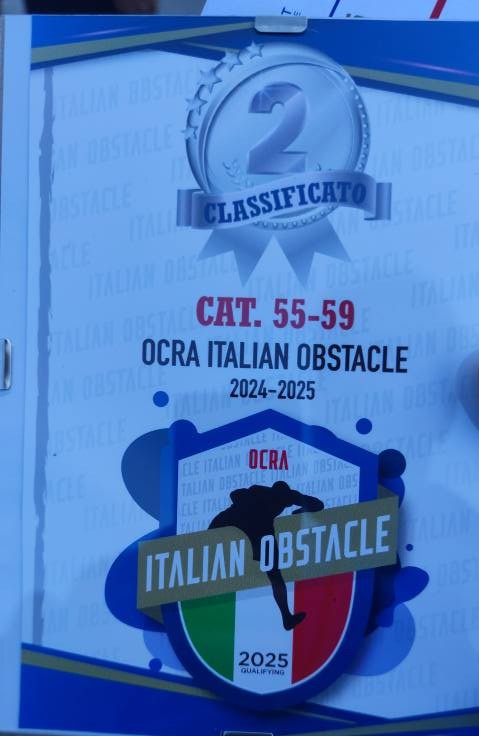 2
CLASSIFICATO
CAT. 55-59
OCRA ITALIAN OBSTACLE
2024-2025
OCRA
ITALIAN OBSTACLE
2025
QUALIFYING